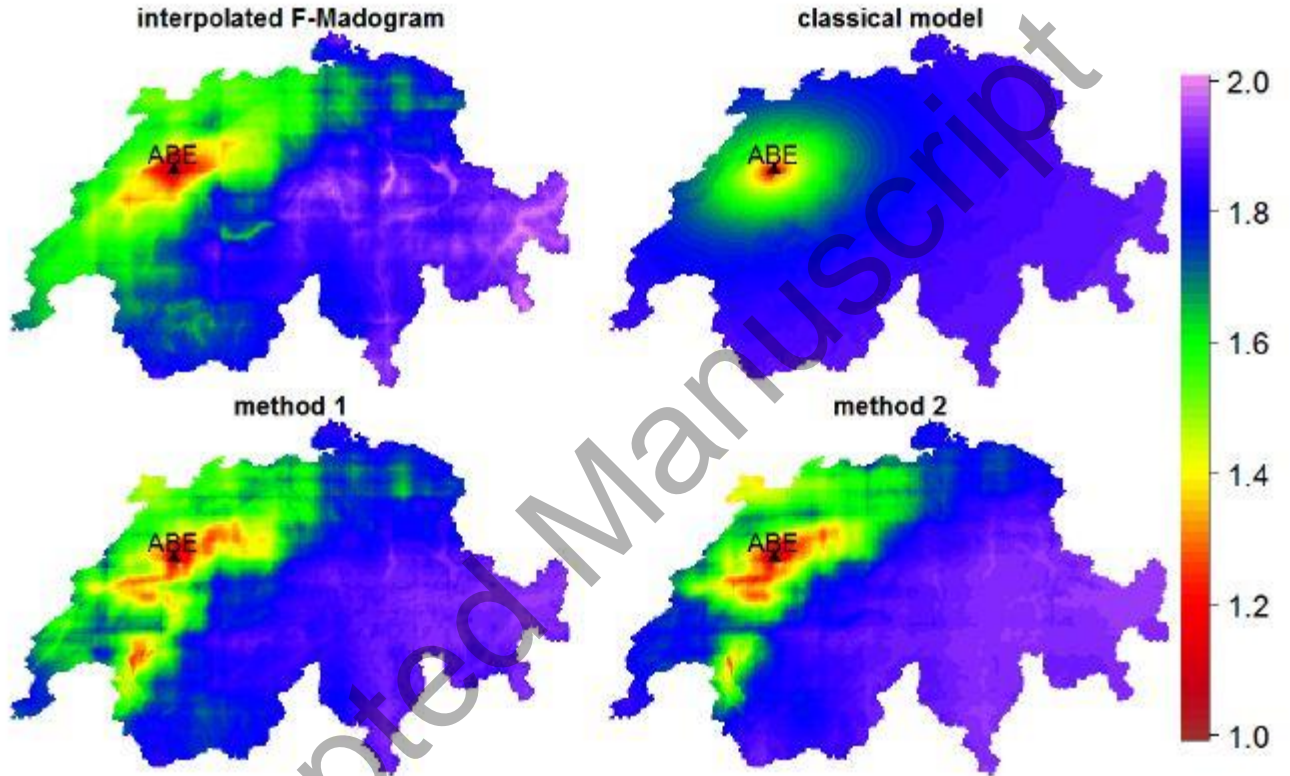 interpolated F-Madogram
classical model
ABE
ABE
2.0
1.8
1.6
1.4
1.2
1.0
method 1
method 2
ABE
ABE
pted Manuscript